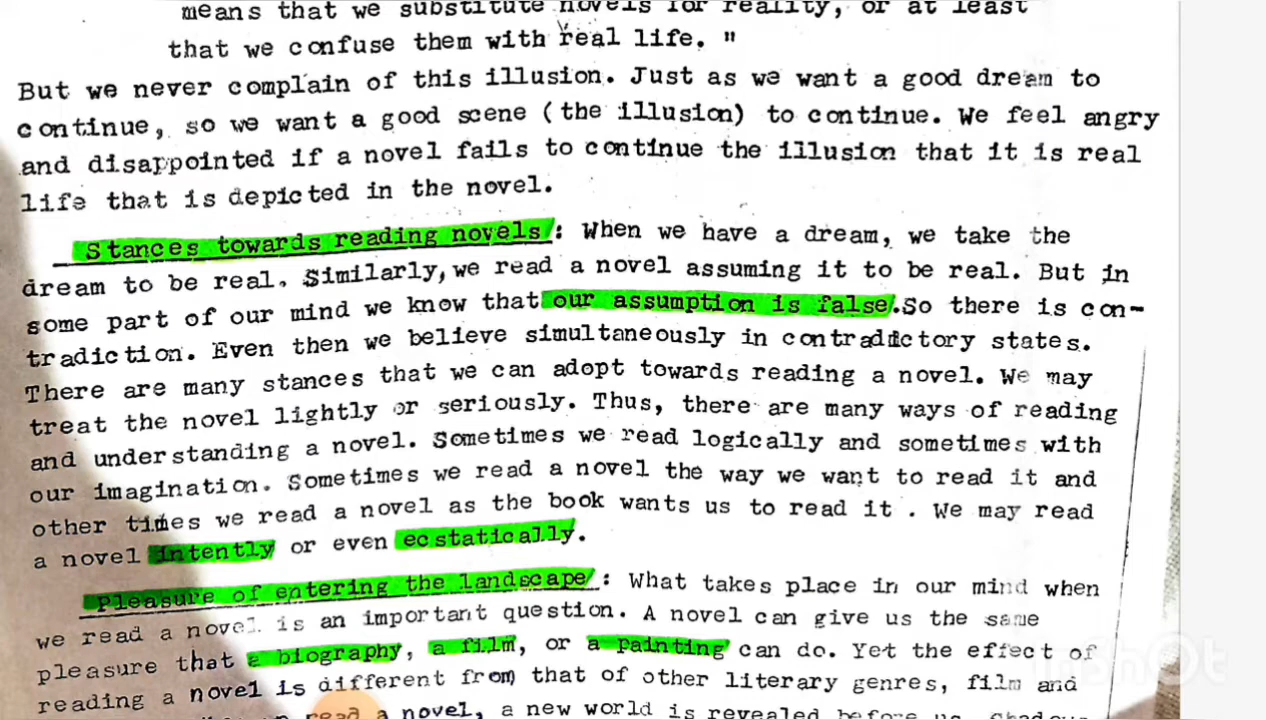 means that we substitute novels for reality, or at least
that we confuse them with real life. "
But we never complain of this illusion. Just as we want a good dream to
continue, so we want a good scene (the illusion) to continue. We feel angry
and disappointed if a novel fails to continue the illusion that it is real
life that is depicted in the novel.
Stances towards reading novels: When we have a dream, we take the
dream to be real. Similarly, we read a novel assuming it to be real. But in
some part of our mind we know that our assumption is false. So there is con-
tradiction. Even then we believe simultaneously in contradictory states.
There are many stances that we can adopt towards reading a novel. We may
treat the novel lightly or seriously. Thus, there are many ways of reading
and understanding a novel. Sometimes we read logically and sometimes with
our imagination. Sometimes we read a novel the way we want to read it and
other times we read a novel as the book wants us to read it . We may read
a novel intently or even ecstatically.
Pleasure of entering the landscape: What takes place in our mind when
we read a novel is an important question. A novel can give us the same
pleasure that a biography, a film, or a painting can do. Yet the effect of
reading a novel is different from that of other literary genres, film and
read a novel, a new world is revealed before us.